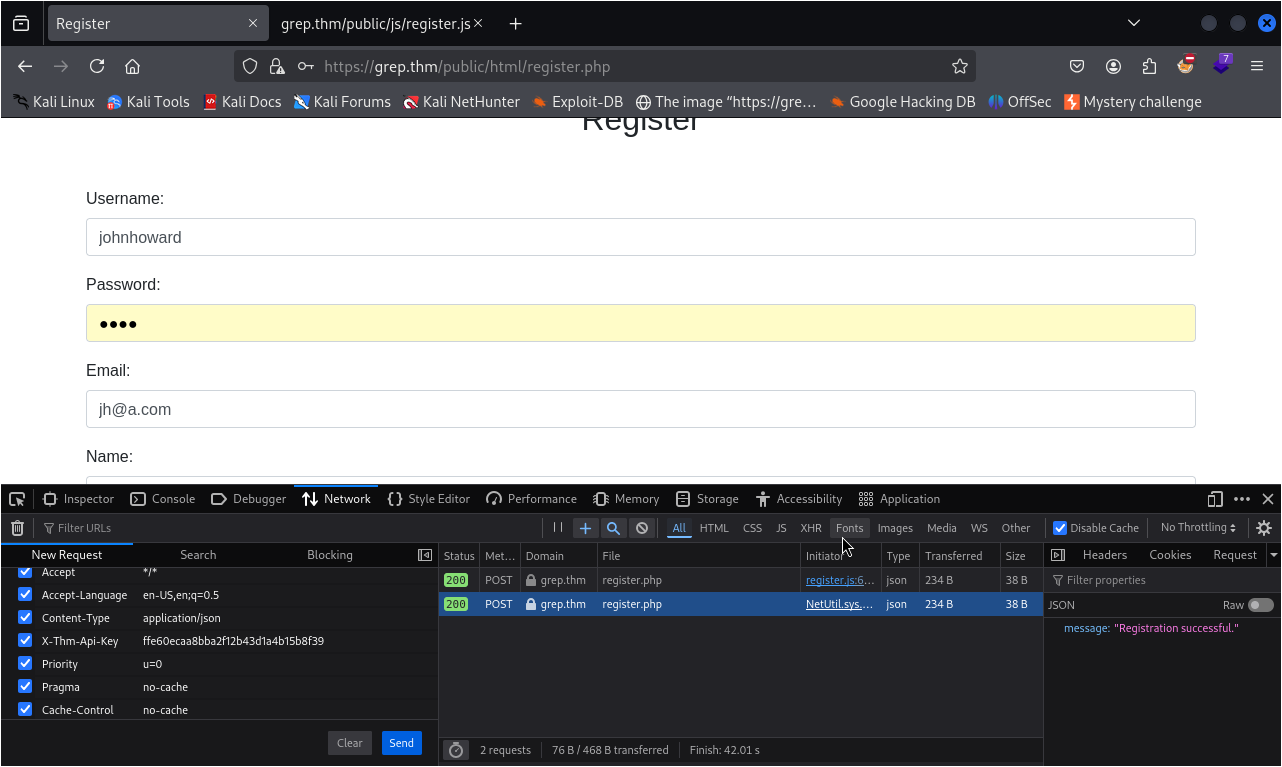 Register
grep.thm/public/js/register.js
https://grep.thm/public/html/register.php
Kali Linux Kali Tools Kali Docs Kali Forums Kali NetHunter Exploit-DB The image "https://gre… Google Hacking DB OffSec Mystery challenge
7
Register
Username:
johnhoward
Password:
••••
Email:
jh@a.com
Name:
Inspector Console Debugger Network Style Editor Performance Memory Storage Accessibility Application
Filter URLs All HTML CSS JS XHR Fonts Images Media WS Other Disable Cache No Throttling
New Request Search Blocking Status Met… Domain File Initiator Type Transferred Size Headers Cookies Request
Accept */* 200 POST grep.thm register.php register.js:6… json 234 B 38 B Filter properties
Accept-Language en-US,en;q=0.5 200 POST grep.thm register.php NetUtil.sys.… json 234 B 38 B JSON Raw
Content-Type application/json message: "Registration successful."
X-Thm-Api-Key ffe60ecaa8bba2f12b43d1a4b15b8f39
Priority u=0
Pragma no-cache
Cache-Control no-cache
Clear Send 2 requests 76 B / 468 B transferred Finish: 42.01 s